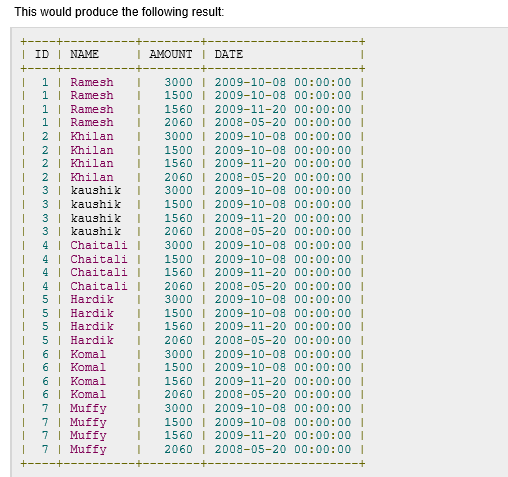 This would produce the following result:
+----+----------+--------+---------------------+
| ID | NAME     | AMOUNT | DATE                |
+----+----------+--------+---------------------+
|  1 | Ramesh   |   3000 | 2009-10-08 00:00:00 |
|  1 | Ramesh   |   1500 | 2009-10-08 00:00:00 |
|  1 | Ramesh   |   1560 | 2009-11-20 00:00:00 |
|  1 | Ramesh   |   2060 | 2008-05-20 00:00:00 |
|  2 | Khilan   |   3000 | 2009-10-08 00:00:00 |
|  2 | Khilan   |   1500 | 2009-10-08 00:00:00 |
|  2 | Khilan   |   1560 | 2009-11-20 00:00:00 |
|  2 | Khilan   |   2060 | 2008-05-20 00:00:00 |
|  3 | kaushik  |   3000 | 2009-10-08 00:00:00 |
|  3 | kaushik  |   1500 | 2009-10-08 00:00:00 |
|  3 | kaushik  |   1560 | 2009-11-20 00:00:00 |
|  3 | kaushik  |   2060 | 2008-05-20 00:00:00 |
|  4 | Chaitali |   3000 | 2009-10-08 00:00:00 |
|  4 | Chaitali |   1500 | 2009-10-08 00:00:00 |
|  4 | Chaitali |   1560 | 2009-11-20 00:00:00 |
|  4 | Chaitali |   2060 | 2008-05-20 00:00:00 |
|  5 | Hardik   |   3000 | 2009-10-08 00:00:00 |
|  5 | Hardik   |   1500 | 2009-10-08 00:00:00 |
|  5 | Hardik   |   1560 | 2009-11-20 00:00:00 |
|  5 | Hardik   |   2060 | 2008-05-20 00:00:00 |
|  6 | Komal    |   3000 | 2009-10-08 00:00:00 |
|  6 | Komal    |   1500 | 2009-10-08 00:00:00 |
|  6 | Komal    |   1560 | 2009-11-20 00:00:00 |
|  6 | Komal    |   2060 | 2008-05-20 00:00:00 |
|  7 | Muffy    |   3000 | 2009-10-08 00:00:00 |
|  7 | Muffy    |   1500 | 2009-10-08 00:00:00 |
|  7 | Muffy    |   1560 | 2009-11-20 00:00:00 |
|  7 | Muffy    |   2060 | 2008-05-20 00:00:00 |
+----+----------+--------+---------------------+